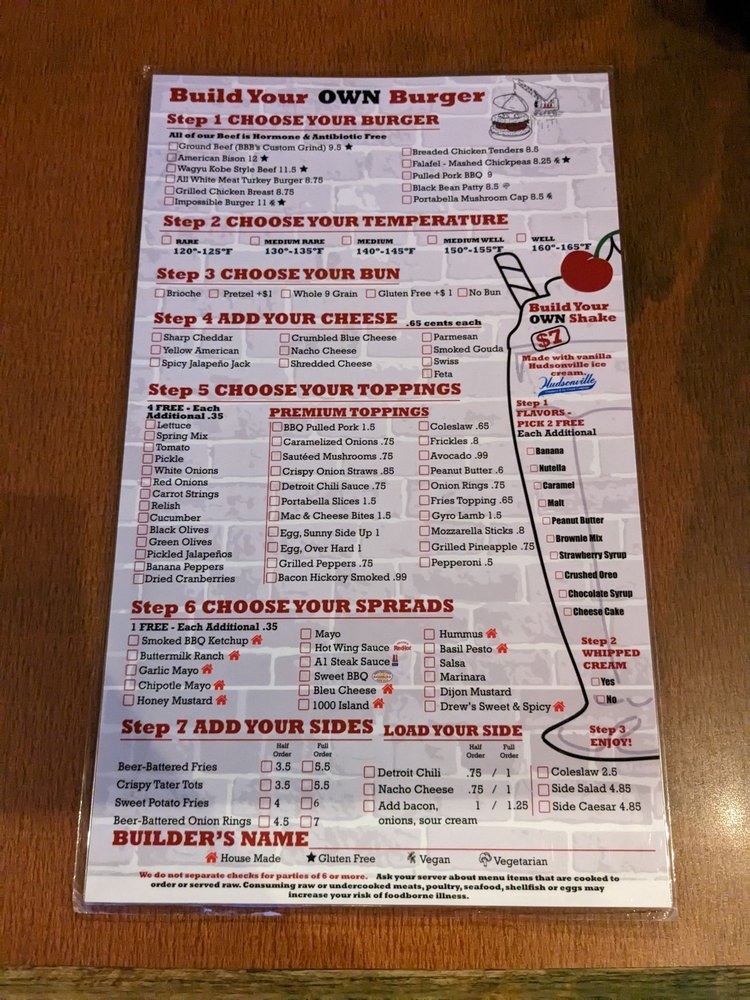 Build Your OWN Burger
Step 1 CHOOSE YOUR BURGER
All of our Beef is Hormone & Antibiotic Free
Ground Beef (BBB's Custom Grind) 9.5 ★
American Bison 12 ★
Wagyu Kobe Style Beef 11.5 ★
All White Meat Turkey Burger 8.75
Grilled Chicken Breast 8.75
Impossible Burger 11 ★
Breaded Chicken Tenders 8.5
Falafel - Mashed Chickpeas 8.25 ★
Pulled Pork BBQ 9
Black Bean Patty 8.5
Portabella Mushroom Cap 8.5
Step 2 CHOOSE YOUR TEMPERATURE
RARE MEDIUM RARE MEDIUM MEDIUM WELL WELL
120°-125°F 130°-135°F 140°-145°F 150°-155°F 160°-165°F
Step 3 CHOOSE YOUR BUN
Brioche Pretzel +$1 Whole 9 Grain Gluten Free +$ 1 No Bun
Step 4 ADD YOUR CHEESE .65 cents each
Sharp Cheddar
Yellow American
Spicy Jalapeño Jack
Crumbled Blue Cheese
Nacho Cheese
Shredded Cheese
Parmesan
Smoked Gouda
Swiss
Feta
Step 5 CHOOSE YOUR TOPPINGS
4 FREE - Each
Additional .35
Lettuce
Spring Mix
Tomato
Pickle
White Onions
Red Onions
Carrot Strings
Relish
Cucumber
Black Olives
Green Olives
Pickled Jalapeños
Banana Peppers
Dried Cranberries
PREMIUM TOPPINGS
BBQ Pulled Pork 1.5
Caramelized Onions .75
Sautéed Mushrooms .75
Crispy Onion Straws .85
Detroit Chili Sauce .75
Portabella Slices 1.5
Mac & Cheese Bites 1.5
Egg, Sunny Side Up 1
Egg, Over Hard 1
Grilled Peppers .75
Bacon Hickory Smoked .99
Coleslaw .65
Frickles .8
Avocado .99
Peanut Butter .6
Onion Rings .75
Fries Topping .65
Gyro Lamb 1.5
Mozzarella Sticks .8
Grilled Pineapple .75
Pepperoni .5
Step 6 CHOOSE YOUR SPREADS
1 FREE - Each Additional .35
Smoked BBQ Ketchup
Buttermilk Ranch
Garlic Mayo
Chipotle Mayo
Honey Mustard
Mayo
Hot Wing Sauce RedHot
A1 Steak Sauce
Sweet BBQ
Bleu Cheese
1000 Island
Hummus
Basil Pesto
Salsa
Marinara
Dijon Mustard
Drew's Sweet & Spicy
Step 7 ADD YOUR SIDES
Half Order Full Order
Beer-Battered Fries 3.5 5.5
Crispy Tater Tots 3.5 5.5
Sweet Potato Fries 4 6
Beer-Battered Onion Rings 4.5 7
LOAD YOUR SIDE
Half Order Full Order
Detroit Chili .75 / 1
Nacho Cheese .75 / 1
Add bacon, 1 / 1.25
onions, sour cream
Coleslaw 2.5
Side Salad 4.85
Side Caesar 4.85
Build Your
OWN Shake
$7
Made with vanilla
Hudsonville ice
cream.
Hudsonville
Step 1
FLAVORS -
PICK 2 FREE
Each Additional
Banana
Nutella
Caramel
Malt
Peanut Butter
Brownie Mix
Strawberry Syrup
Crushed Oreo
Chocolate Syrup
Cheese Cake
Step 2
WHIPPED
CREAM
Yes
No
Step 3
ENJOY!
BUILDER'S NAME
House Made ★Gluten Free Vegan Vegetarian
We do not separate checks for parties of 6 or more. Ask your server about menu items that are cooked to
order or served raw. Consuming raw or undercooked meats, poultry, seafood, shellfish or eggs may
increase your risk of foodborne illness.